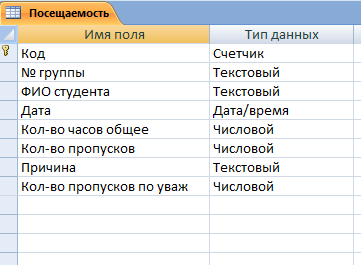 Посещаемость
Имя поля Тип данных
Код Счетчик
№ группы Текстовый
ФИО студента Текстовый
Дата Дата/время
Кол-во часов общее Числовой
Кол-во пропусков Числовой
Причина Текстовый
Кол-во пропусков по уваж Числовой